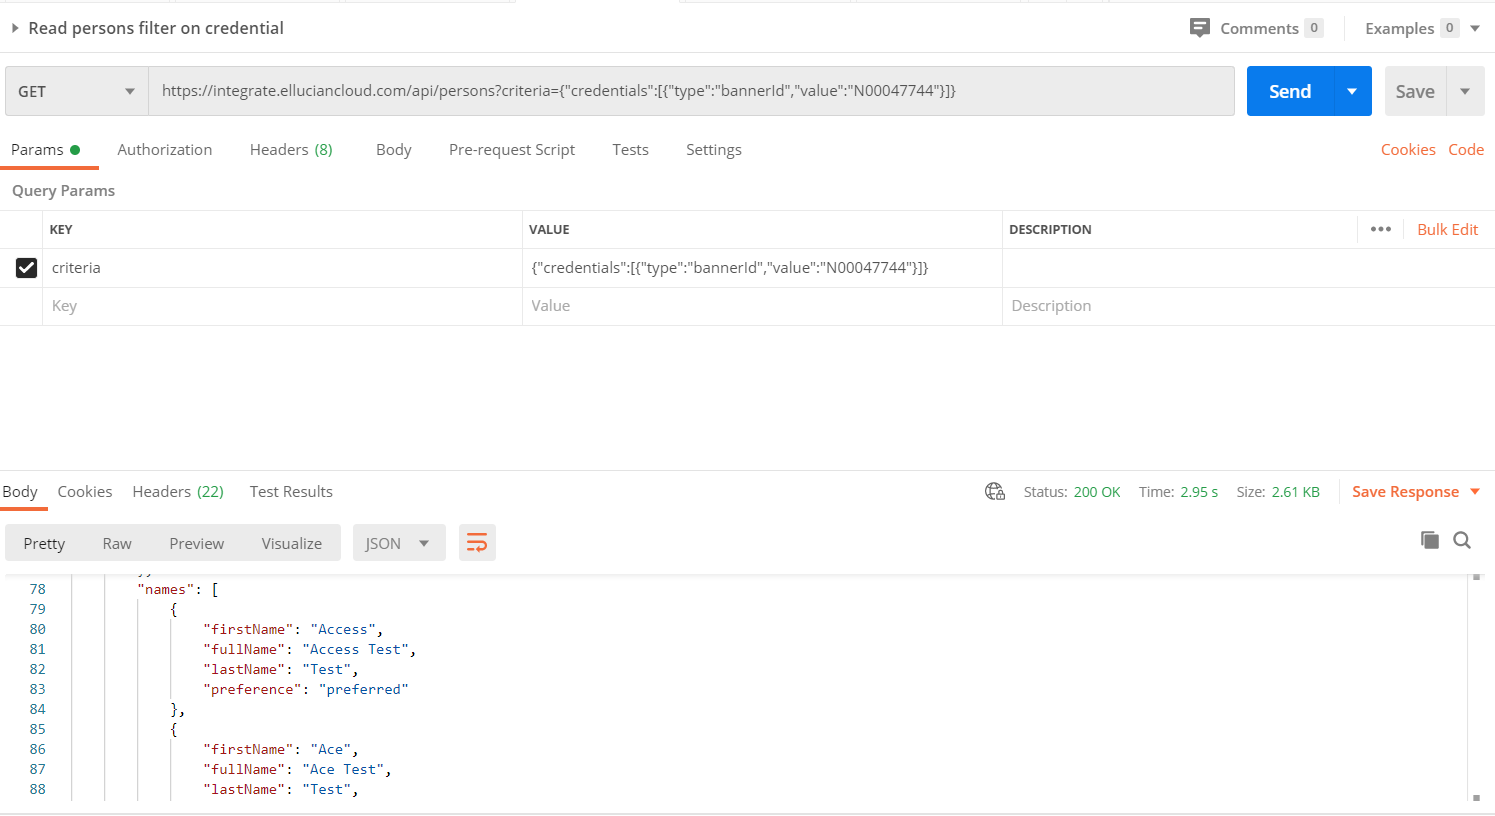 Read persons filter on credential
Comments 0
Examples 0
GET
https://integrate.elluciancloud.com/api/persons?criteria={"credentials":[{"type":"bannerId","value":"N00047744"}]}
Send
Save
Params
Authorization
Headers (8)
Body
Pre-request Script
Tests
Settings
Cookies
Code
Query Params
KEY
VALUE
DESCRIPTION
Bulk Edit
criteria
{"credentials":[{"type":"bannerId","value":"N00047744"}]}
Key
Value
Description
Body
Cookies
Headers (22)
Test Results
Status: 200 OK
Time: 2.95 s
Size: 2.61 KB
Save Response
Pretty
Raw
Preview
Visualize
JSON
78 "names": [
79 {
80 "firstName": "Access",
81 "fullName": "Access Test",
82 "lastName": "Test",
83 "preference": "preferred"
84 },
85 {
86 "firstName": "Ace",
87 "fullName": "Ace Test",
88 "lastName": "Test",